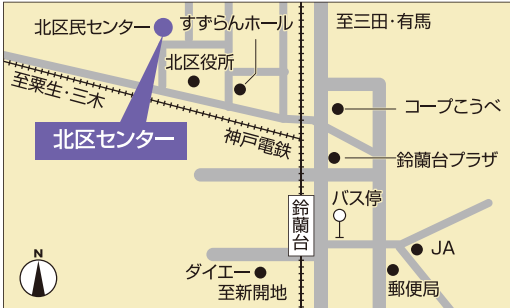 北区民センター
すずらんホール
至三田・有馬
北区役所
至粟生・三木
コープこうべ
北区センター
神戸電鉄
鈴蘭台プラザ
鈴蘭台
バス停
JA
ダイエー
郵便局
至新開地
N